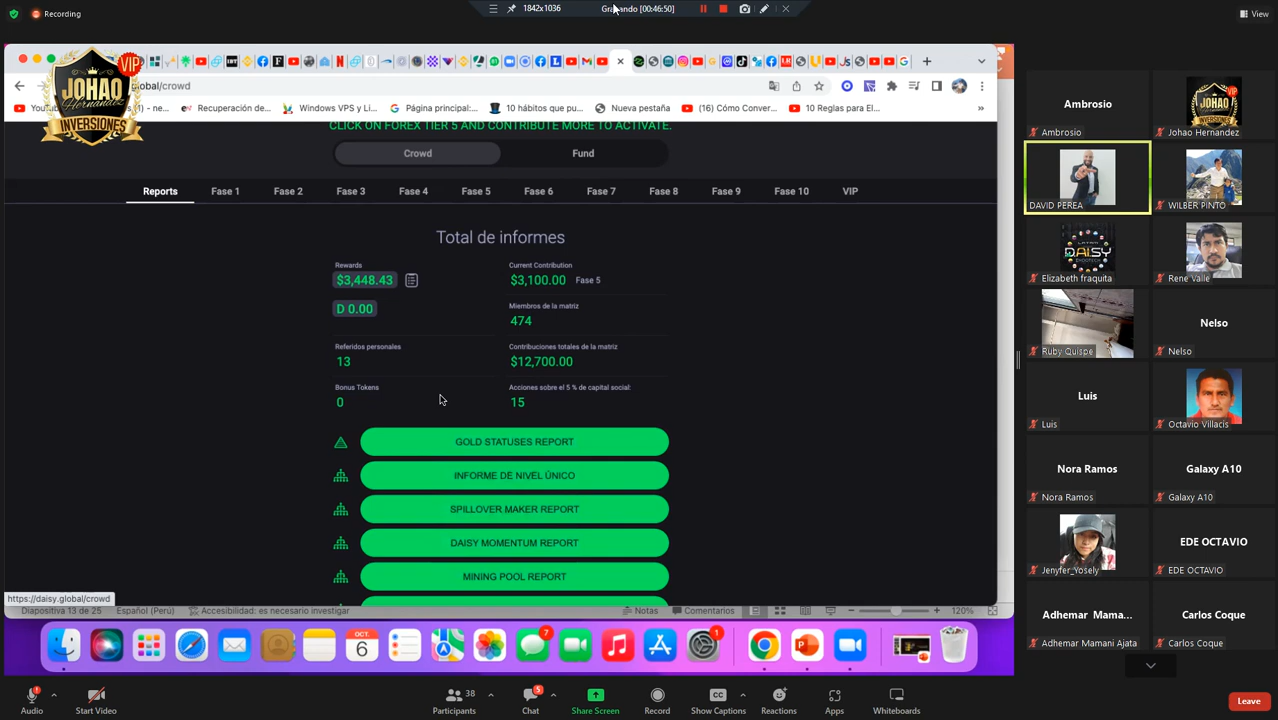 Recording
1842x1036
Grabando [00:46:50]
View
VIP
JOHAO
Hernandez
INVERSIONES
global/crowd
Recuperación de...
Windows VPS y Li...
Página principal:...
10 hábitos que pu...
Nueva pestaña
(16) Cómo Conver...
10 Reglas para El...
»
CLICK ON FOREX TIER 5 AND CONTRIBUTE MORE TO ACTIVATE.
Crowd
Fund
Reports
Fase 1
Fase 2
Fase 3
Fase 4
Fase 5
Fase 6
Fase 7
Fase 8
Fase 9
Fase 10
VIP
Total de informes
Rewards
$3,448.43
D 0.00
Current Contribution
$3,100.00 Fase 5
Miembros de la matriz
474
Referidos personales
13
Contribuciones totales de la matriz
$12,700.00
Bonus Tokens
0
Acciones sobre el 5 % de capital social:
15
GOLD STATUSES REPORT
INFORME DE NIVEL ÚNICO
SPILLOVER MAKER REPORT
DAISY MOMENTUM REPORT
MINING POOL REPORT
https://daisy.global/crowd
Diapositiva 13 de 25
Español (Perú)
Accesibilidad: es necesario investigar
Notas
Comentarios
120%
OCT.
6
7
1
Ambrosio
Ambrosio
Johao Hernandez
DAVID PEREA
WILBER PINTO
DAISY
Elizabeth fraquita
Rene Valle
Ruby Quispe
Nelso
Nelso
Luis
Luis
Octavio Villacis
Nora Ramos
Nora Ramos
Galaxy A10
Galaxy A10
Jenyfer_Yosely
EDE OCTAVIO
EDE OCTAVIO
Adhemar Mama...
Adhemar Mamani Ajata
Carlos Coque
Carlos Coque
Audio
Start Video
38
Participants
5
Chat
Share Screen
Record
Show Captions
Reactions
Apps
Whiteboards
Leave